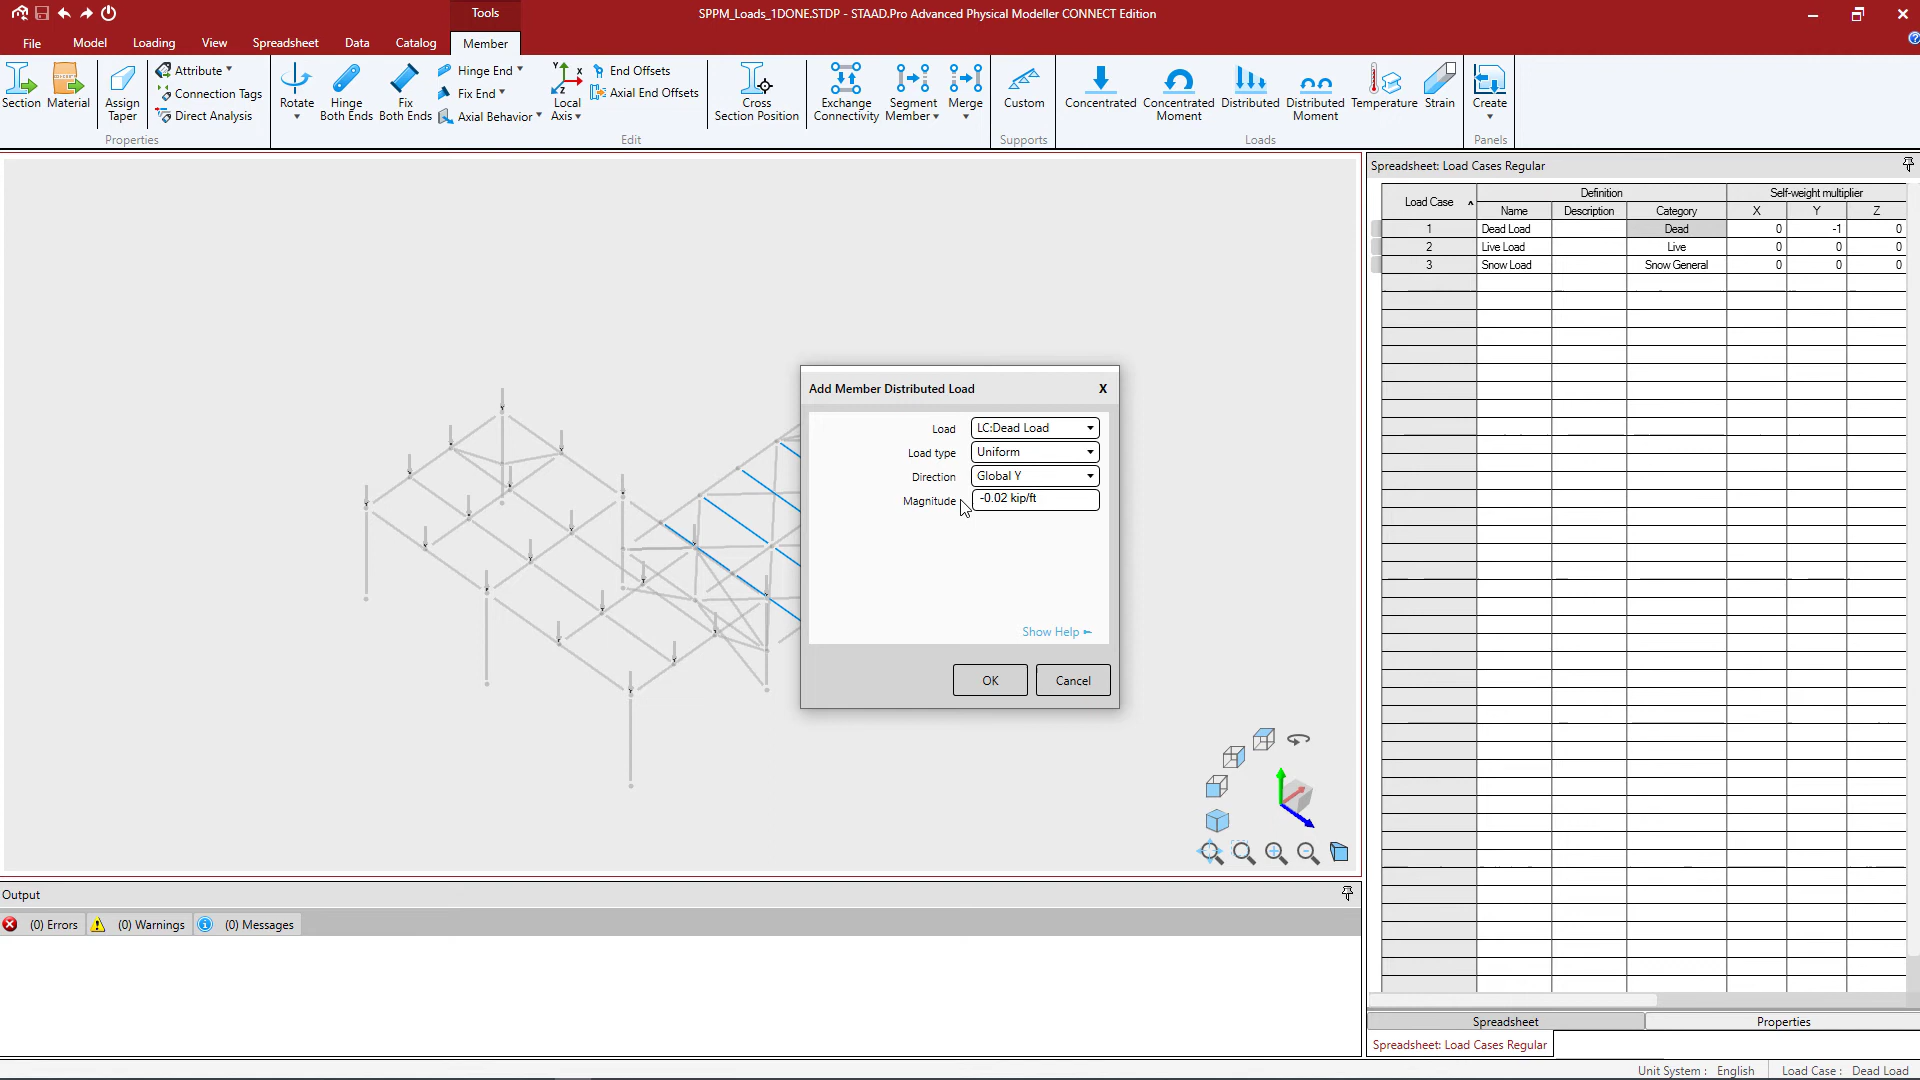 Tools
SPPM_Loads_1DONE.STDP - STAAD.Pro Advanced Physical Modeller CONNECT Edition
File Model Loading View Spreadsheet Data Catalog Member
Section
Material
Assign Taper
Attribute
Connection Tags
Direct Analysis
Properties
Rotate
Hinge Both Ends
Fix Both Ends
Hinge End
Fix End
Axial Behavior
Local Axis
End Offsets
Axial End Offsets
Cross Section Position
Exchange Connectivity
Segment Member
Merge
Edit
Custom
Supports
Concentrated
Concentrated Moment
Distributed
Distributed Moment
Temperature
Strain
Loads
Create
Panels
Spreadsheet: Load Cases Regular
Load Case Definition Self-weight multiplier
Name Description Category X Y Z
1 Dead Load Dead 0 -1 0
2 Live Load Live 0 0 0
3 Snow Load Snow General 0 0 0
Add Member Distributed Load X
Load LC:Dead Load
Load type Uniform
Direction Global Y
Magnitude -0.02 kip/ft
Show Help
OK Cancel
Output
(0) Errors (0) Warnings (0) Messages
Spreadsheet Properties
Spreadsheet: Load Cases Regular
Unit System : English Load Case : Dead Load